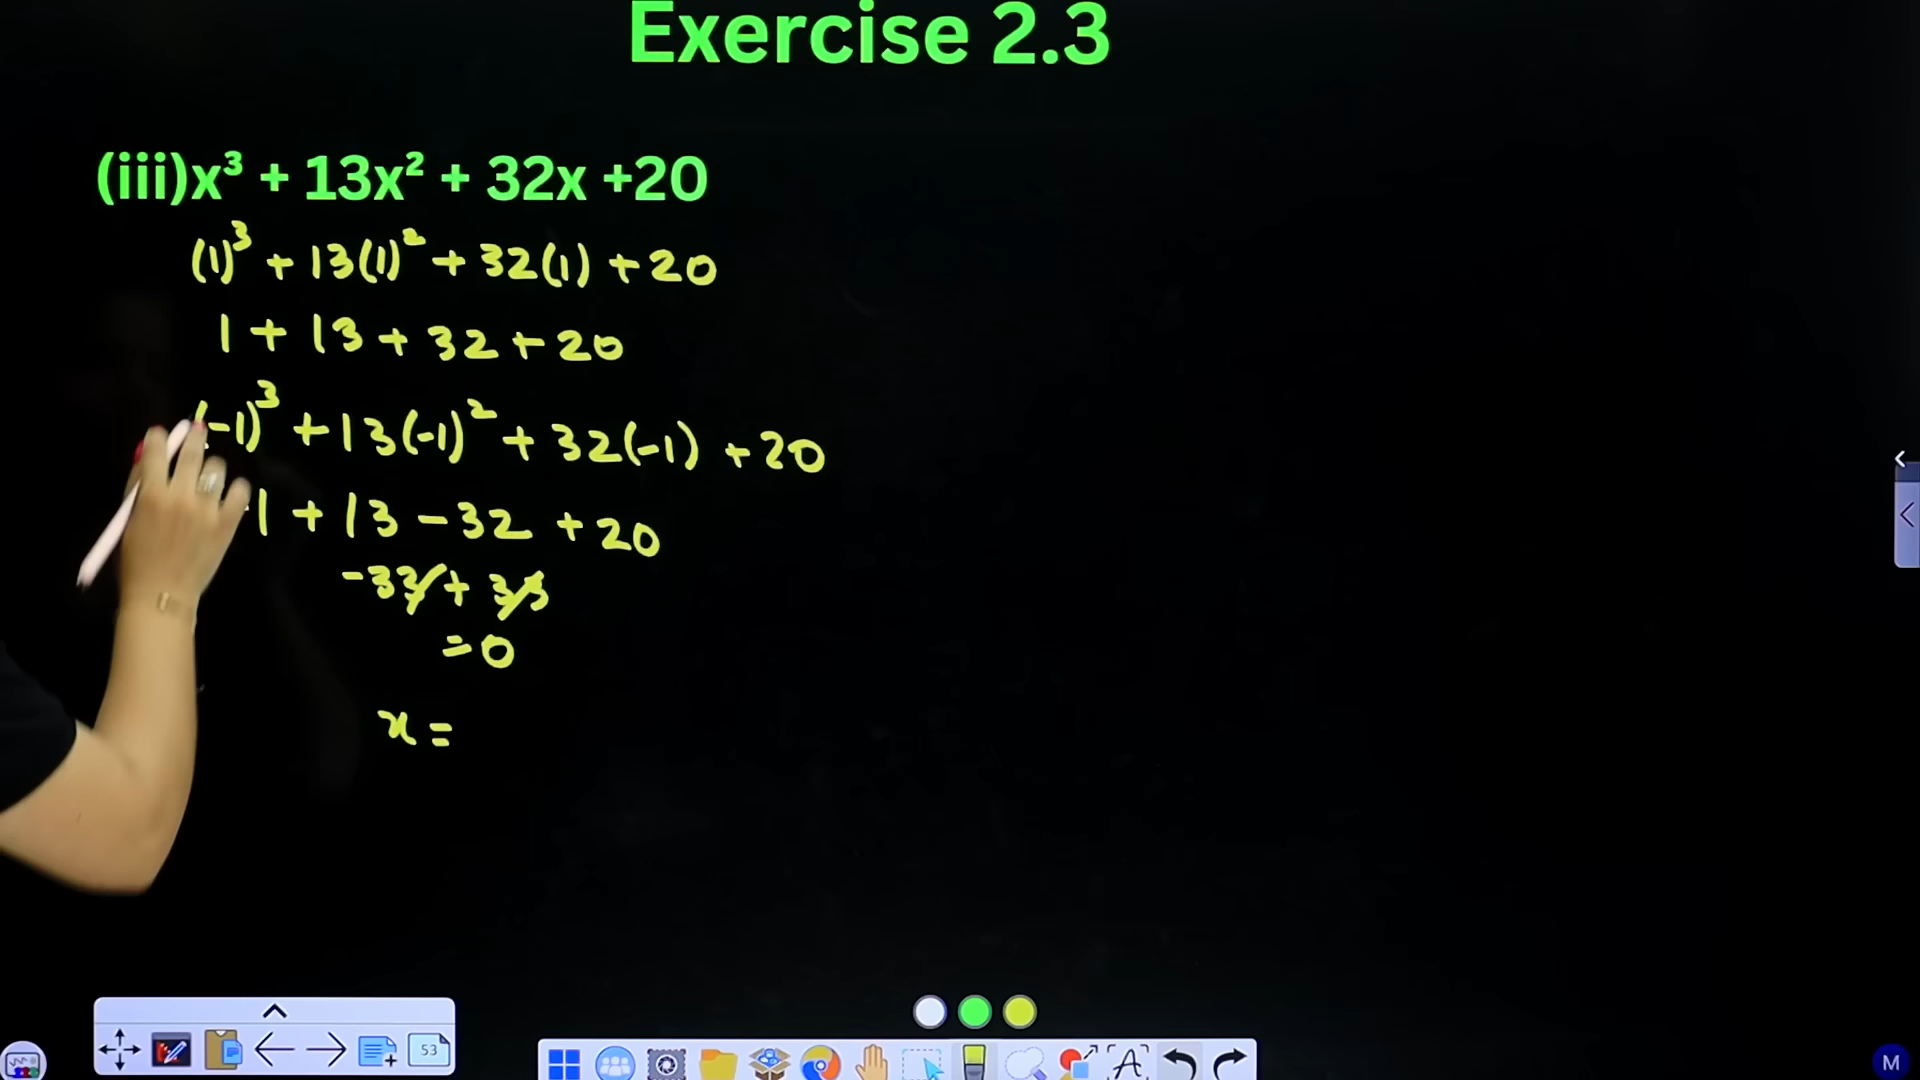 Exercise 2.3
(iii)x³ + 13x² + 32x +20
(1)³ + 13(1)² + 32(1) + 20
1 + 13 + 32 + 20
(-1)³ + 13(-1)² + 32(-1) + 20
-1 + 13 - 32 + 20
-33 + 33
= 0
x =
53
A
M